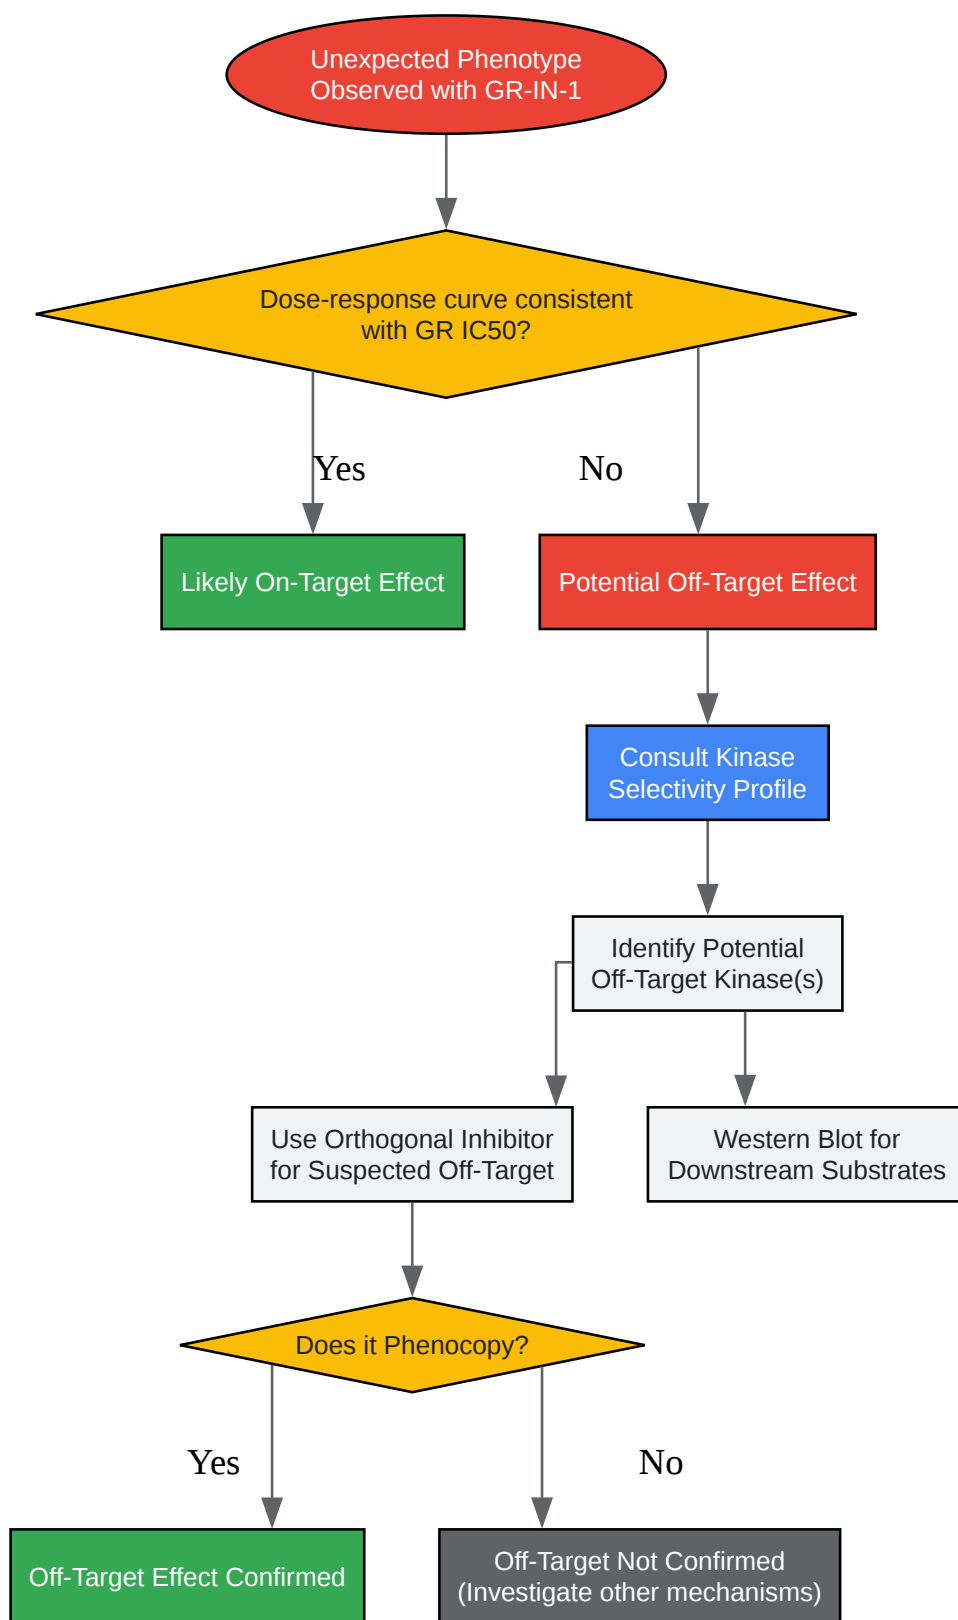 Unexpected Phenotype
Observed with GR-IN-1
Dose-response curve consistent
with GR IC50?
Yes
No
Likely On-Target Effect
Potential Off-Target Effect
Consult Kinase
Selectivity Profile
Identify Potential
Off-Target Kinase(s)
Use Orthogonal Inhibitor
for Suspected Off-Target
Western Blot for
Downstream Substrates
Does it Phenocopy?
Yes
No
Off-Target Effect Confirmed
Off-Target Not Confirmed
(Investigate other mechanisms)